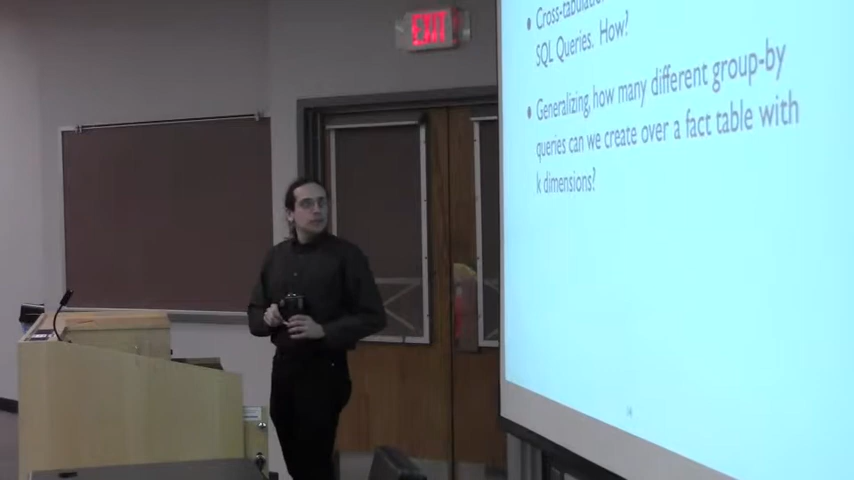 EXIT
SQL Queries. How?
Generalizing, how many different group-by
queries can we create over a fact table with
k dimensions?